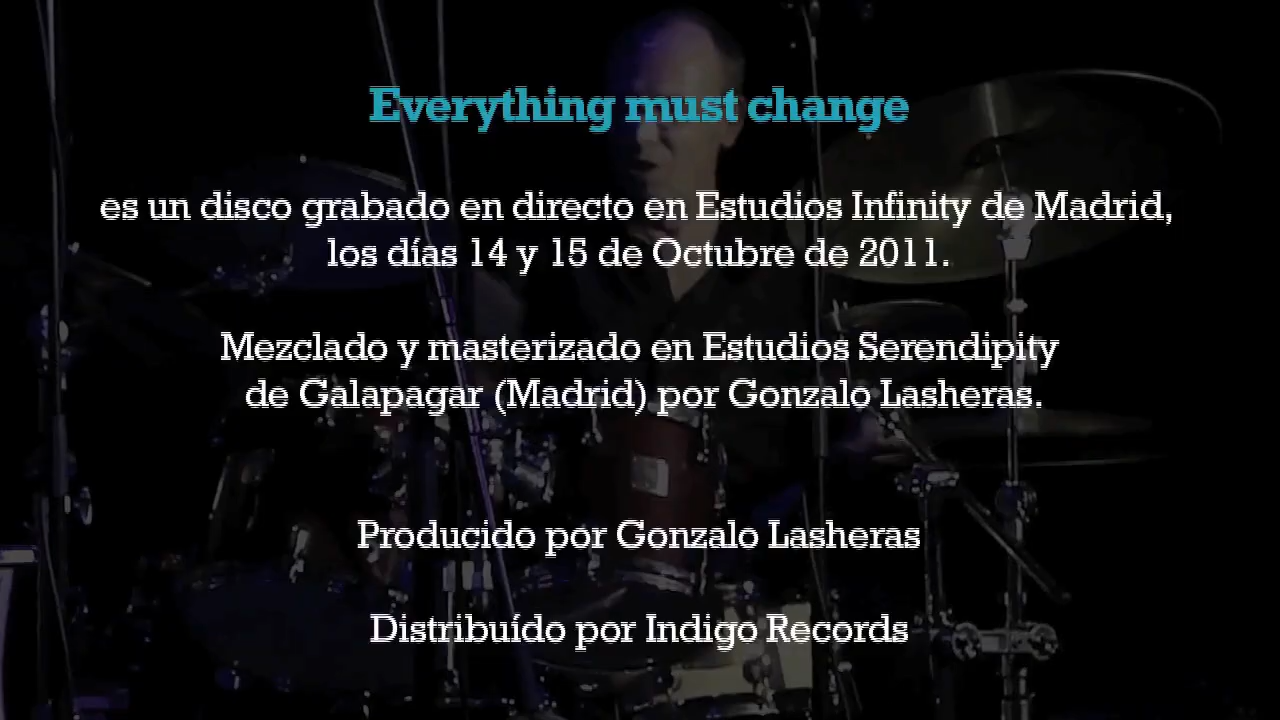 Everything must change
es un disco grabado en directo en Estudios Infinity de Madrid,
los días 14 y 15 de Octubre de 2011.
Mezclado y masterizado en Estudios Serendipity
de Galapagar (Madrid) por Gonzalo Lasheras.
Producido por Gonzalo Lasheras
Distribuído por Indigo Records